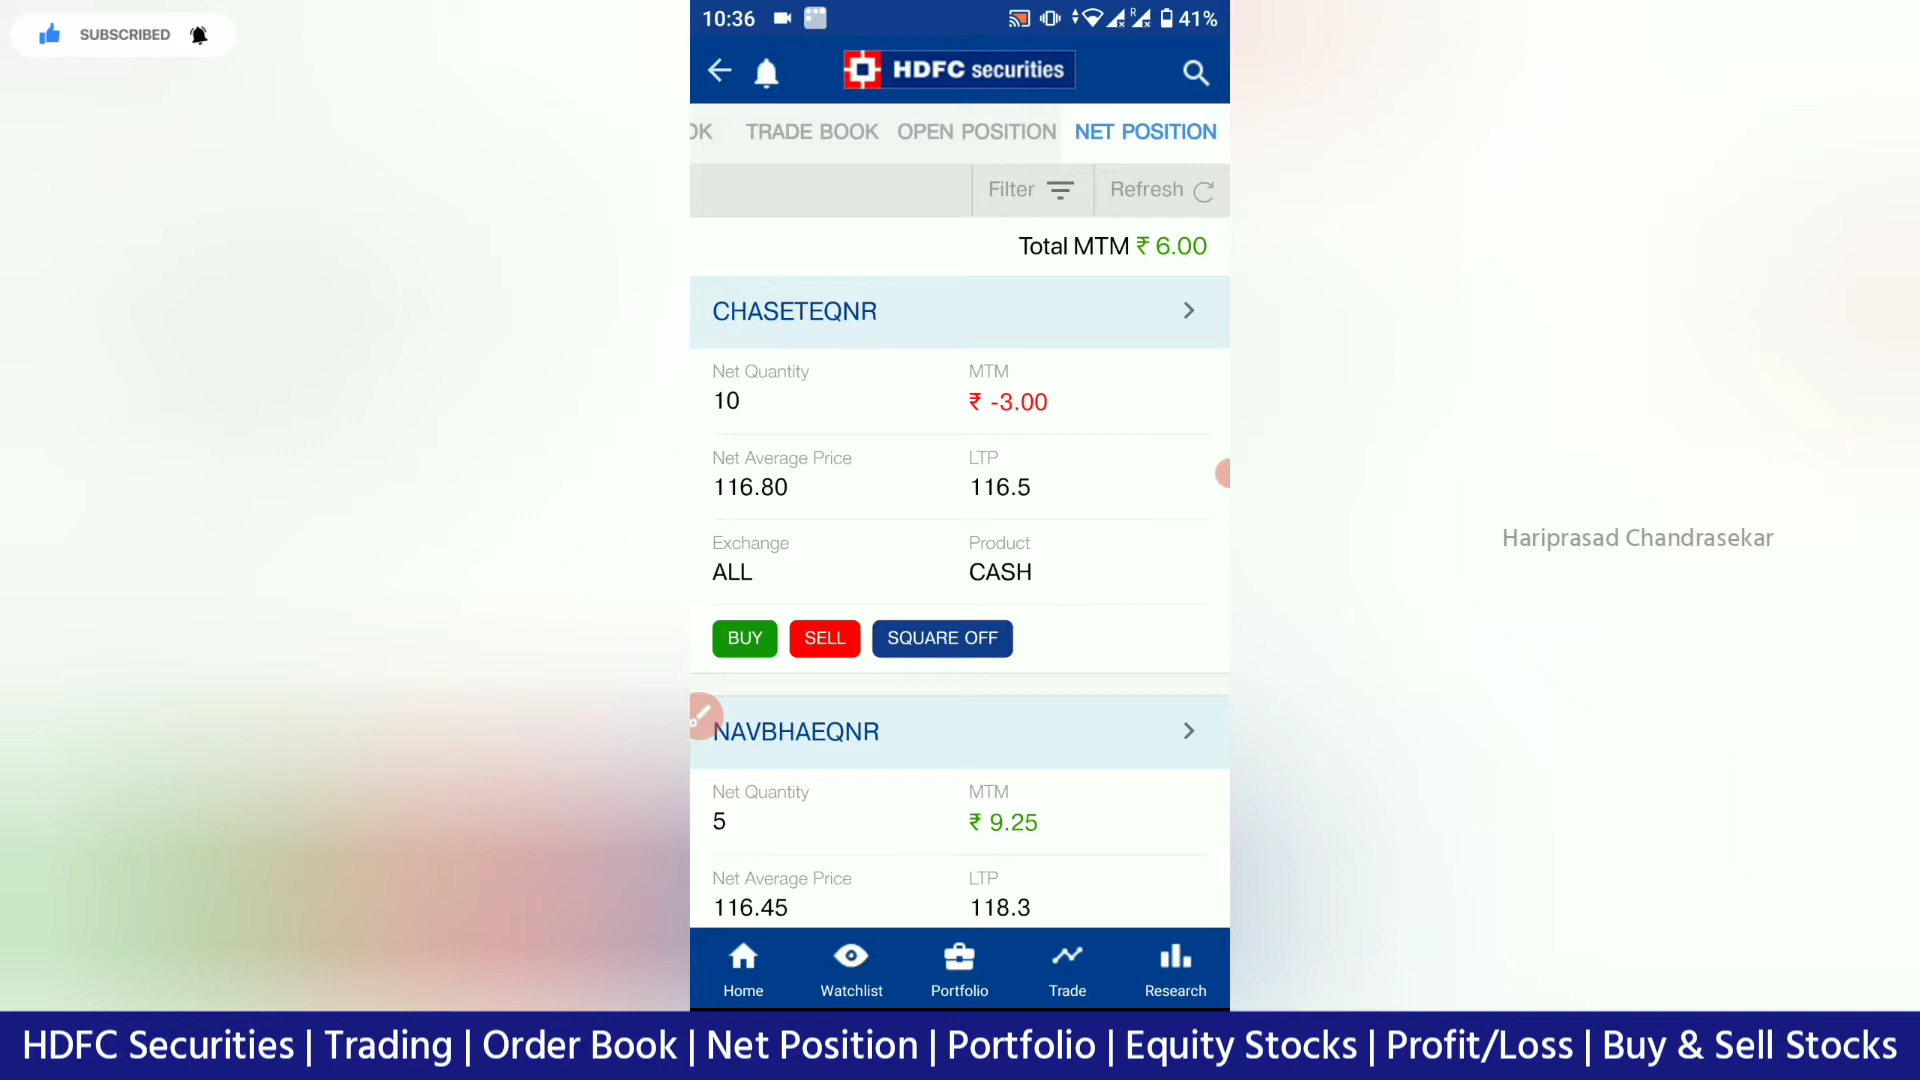 SUBSCRIBED
10:36
R
41%
HDFC securities
OK TRADE BOOK OPEN POSITION NET POSITION
Filter Refresh
Total MTM ₹ 6.00
CHASETEQNR
Net Quantity MTM
10 ₹ -3.00
Net Average Price LTP
116.80 116.5
Exchange Product
ALL CASH
BUY SELL SQUARE OFF
NAVBHAEQNR
Net Quantity MTM
5 ₹ 9.25
Net Average Price LTP
116.45 118.3
Home Watchlist Portfolio Trade Research
Hariprasad Chandrasekar
HDFC Securities | Trading | Order Book | Net Position | Portfolio | Equity Stocks | Profit/Loss | Buy & Sell Stocks